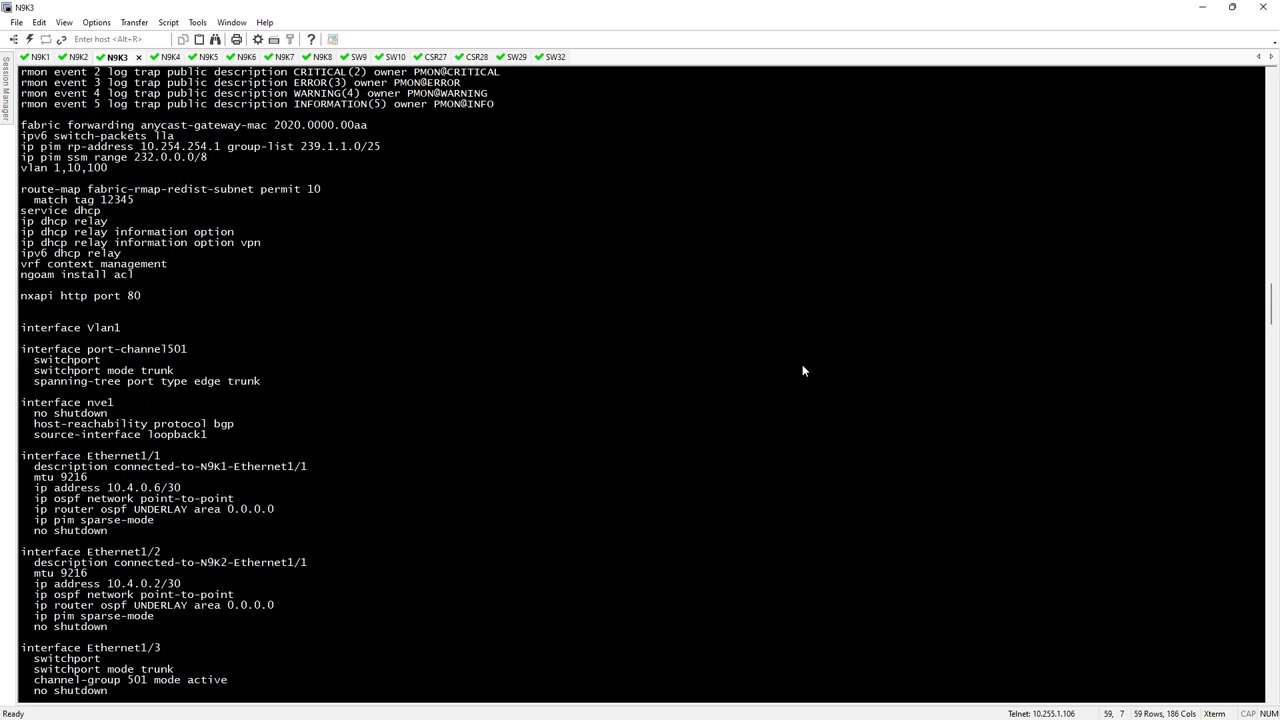 N9K3
File Edit View Options Transfer Script Tools Window Help
Enter host <Alt+R>
N9K1 N9K2 N9K3 N9K4 N9K5 N9K6 N9K7 N9K8 SW9 SW10 CSR27 CSR28 SW29 SW32
Session Manager
rmon event 2 log trap public description CRITICAL(2) owner PMON@CRITICAL
rmon event 3 log trap public description ERROR(3) owner PMON@ERROR
rmon event 4 log trap public description WARNING(4) owner PMON@WARNING
rmon event 5 log trap public description INFORMATION(5) owner PMON@INFO
fabric forwarding anycast-gateway-mac 2020.0000.00aa
ipv6 switch-packets lla
ip pim rp-address 10.254.254.1 group-list 239.1.1.0/25
ip pim ssm range 232.0.0.0/8
vlan 1,10,100
route-map fabric-rmap-redist-subnet permit 10
match tag 12345
service dhcp
ip dhcp relay
ip dhcp relay information option
ip dhcp relay information option vpn
ipv6 dhcp relay
vrf context management
ngoam install acl
nxapi http port 80
interface Vlan1
interface port-channel501
switchport
switchport mode trunk
spanning-tree port type edge trunk
interface nve1
no shutdown
host-reachability protocol bgp
source-interface loopback1
interface Ethernet1/1
description connected-to-N9K1-Ethernet1/1
mtu 9216
ip address 10.4.0.6/30
ip ospf network point-to-point
ip router ospf UNDERLAY area 0.0.0.0
ip pim sparse-mode
no shutdown
interface Ethernet1/2
description connected-to-N9K2-Ethernet1/1
mtu 9216
ip address 10.4.0.2/30
ip ospf network point-to-point
ip router ospf UNDERLAY area 0.0.0.0
ip pim sparse-mode
no shutdown
interface Ethernet1/3
switchport
switchport mode trunk
channel-group 501 mode active
no shutdown
Ready Telnet: 10.255.1.106 59, 7 59 Rows, 186 Cols Xterm CAP NUM